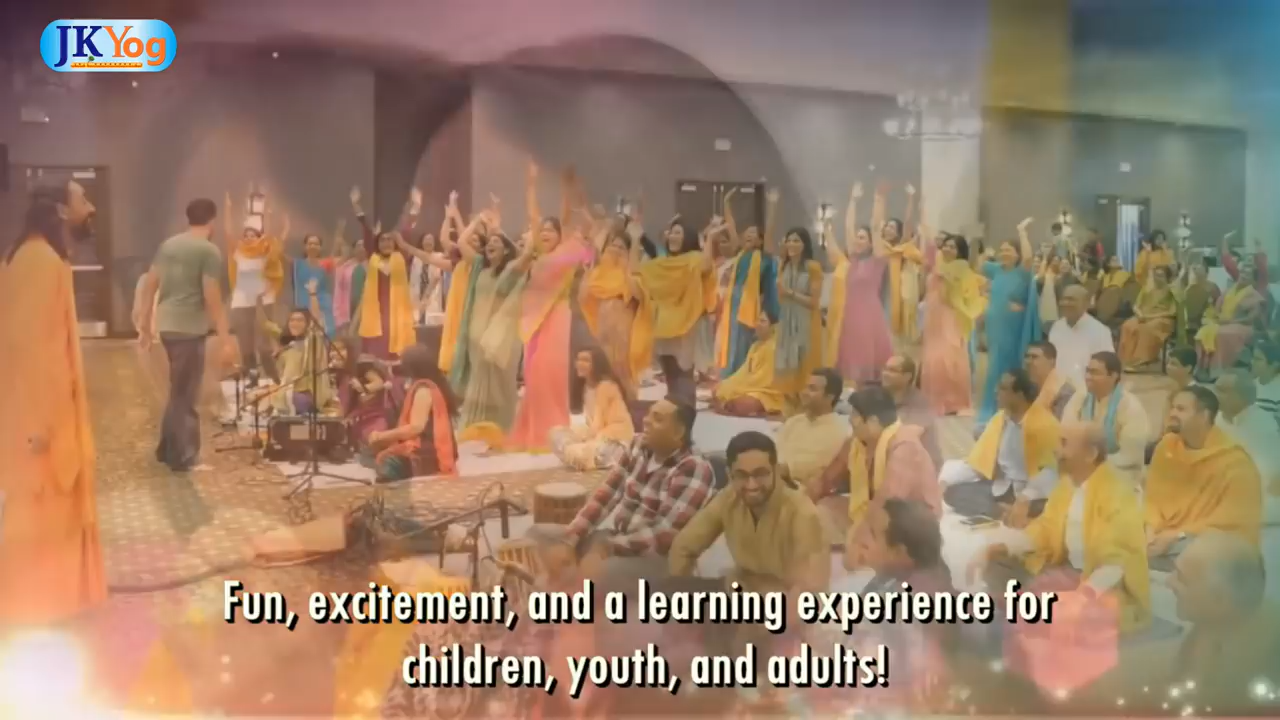 JKYog
Fun, excitement, and a learning experience for
children, youth, and adults!